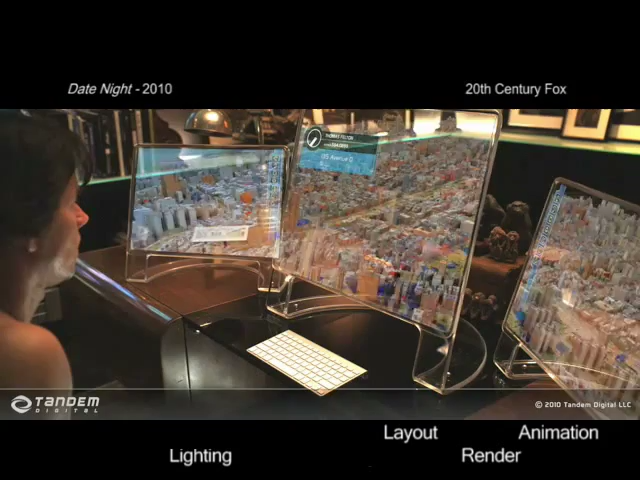 Date Night - 2010
20th Century Fox
TANDEM
DIGITAL
© 2010 Tandem Digital LLC
Layout
Animation
Lighting
Render